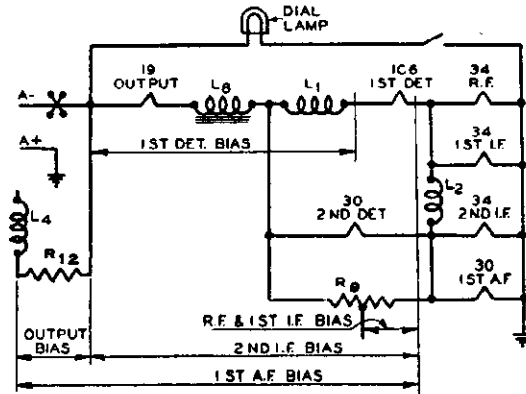 DIAL
LAMP
19
OUTPUT
L8
L1
1C6
1ST DET
34
R.F.
A-
A+
1ST DET. BIAS
34
1ST I.F.
L2
L4
R12
30
2ND DET
34
2ND I.F.
R9
30
1ST A.F
R.F. & 1ST I.F. BIAS
OUTPUT
BIAS
2ND I.F. BIAS
1ST A.F BIAS